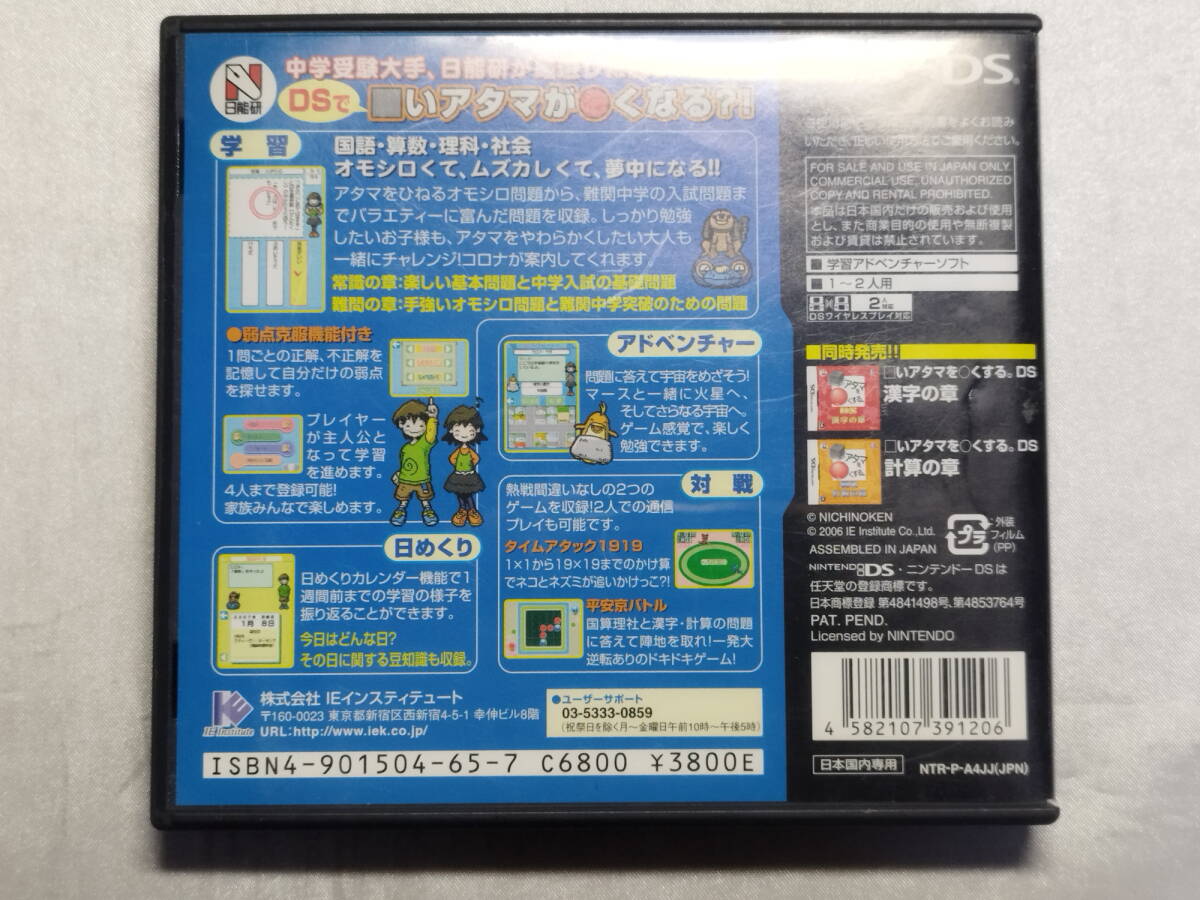 日能研
中学受験大手、日能研が
DSで
□いアタマが○くなる?!
学習
国語・算数・理科・社会
オモシロくて、ムズカしくて、夢中になる!!
アタマをひねるオモシロ問題から、難関中学の入試問題ま
でバラエティーに富んだ問題を収録。しっかり勉強
したいお子様も、アタマをやわらかくしたい大人も
一緒にチャレンジ!コロナが案内してくれます。
常識の章:楽しい基本問題と中学入試の基礎問題
難問の章:手強いオモシロ問題と難関中学突破のための問題
●弱点克服機能付き
1問ごとの正解、不正解を
記憶して自分だけの弱点
を探せます。
プレイヤー
が主人公と
なって学習
を進めます。
4人まで登録可能!
家族みんなで楽しめます。
アドベンチャー
問題に答えて宇宙をめざそう!
マースと一緒に火星へ、
そしてさらなる宇宙へ。
ゲーム感覚で、楽しく
勉強できます。
対戦
熱戦間違いなしの2つの
ゲームを収録!2人での通信
プレイも可能です。
タイムアタック1919
1×1から19×19までのかけ算
でネコとネズミが追いかけっこ?!
平安京バトル
国算理社と漢字・計算の問題
に答えて陣地を取れ!一発大
逆転ありのドキドキゲーム!
日めくり
日めくりカレンダー機能で1
週間前までの学習の様子を
振り返ることができます。
今日はどんな日?
その日に関する豆知識も収録。
1月 8日
IE Institute
株式会社 IEインスティテュート
〒160-0023 東京都新宿区西新宿4-5-1 幸伸ビル8階
URL:http://www.iek.co.jp/
●ユーザーサポート
03-5333-0859
(祝祭日を除く月〜金曜日午前10時〜午後5時)
ISBN4-901504-65-7 C6800 ¥3800E
DS
をよくお読み
いただき、正しい使用方法でご愛用ください。
FOR SALE AND USE IN JAPAN ONLY
COMMERCIAL USE, UNAUTHORIZED
COPY AND RENTAL PROHIBITED.
本品は日本国内だけの販売および使用
とし、また商業目的の使用や無断複製
および賃貸は禁止されています。
■学習アドベンチャーソフト
■1〜2人用
2人対応
DSワイヤレスプレイ対応
同時発売!!
□いアタマを○くする。DS
漢字の章
□いアタマを○くする。DS
計算の章
© NICHINOKEN
© 2006 IE Institute Co., Ltd.
ASSEMBLED IN JAPAN
プラ
外装
フィルム
(PP)
NINTENDO DS・ニンテンドーDSは
任天堂の登録商標です。
日本商標登録 第4841498号、第4853764号
PAT. PEND.
Licensed by NINTENDO
4 582107 391206
日本国内専用
NTR-P-A4JJ(JPN)